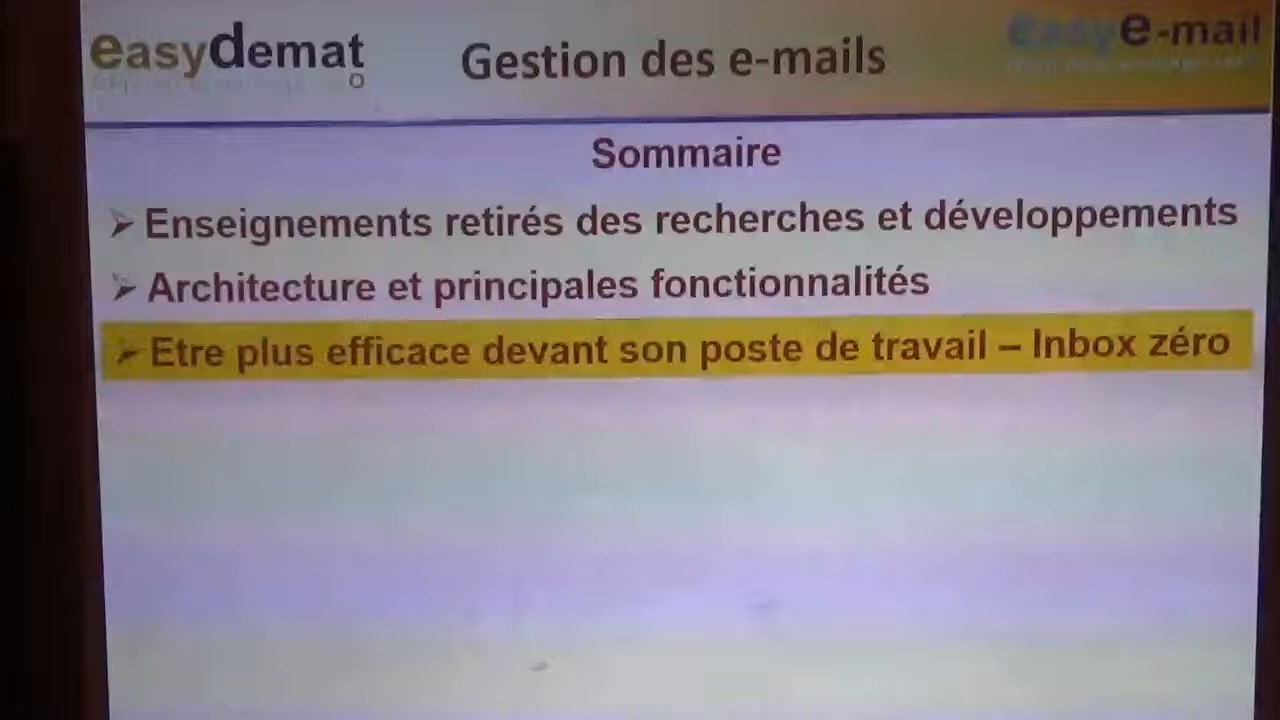 easydemat
Gestion des e-mails
easye-mail
Sommaire
➢ Enseignements retirés des recherches et développements
➢ Architecture et principales fonctionnalités
➢ Etre plus efficace devant son poste de travail – Inbox zéro